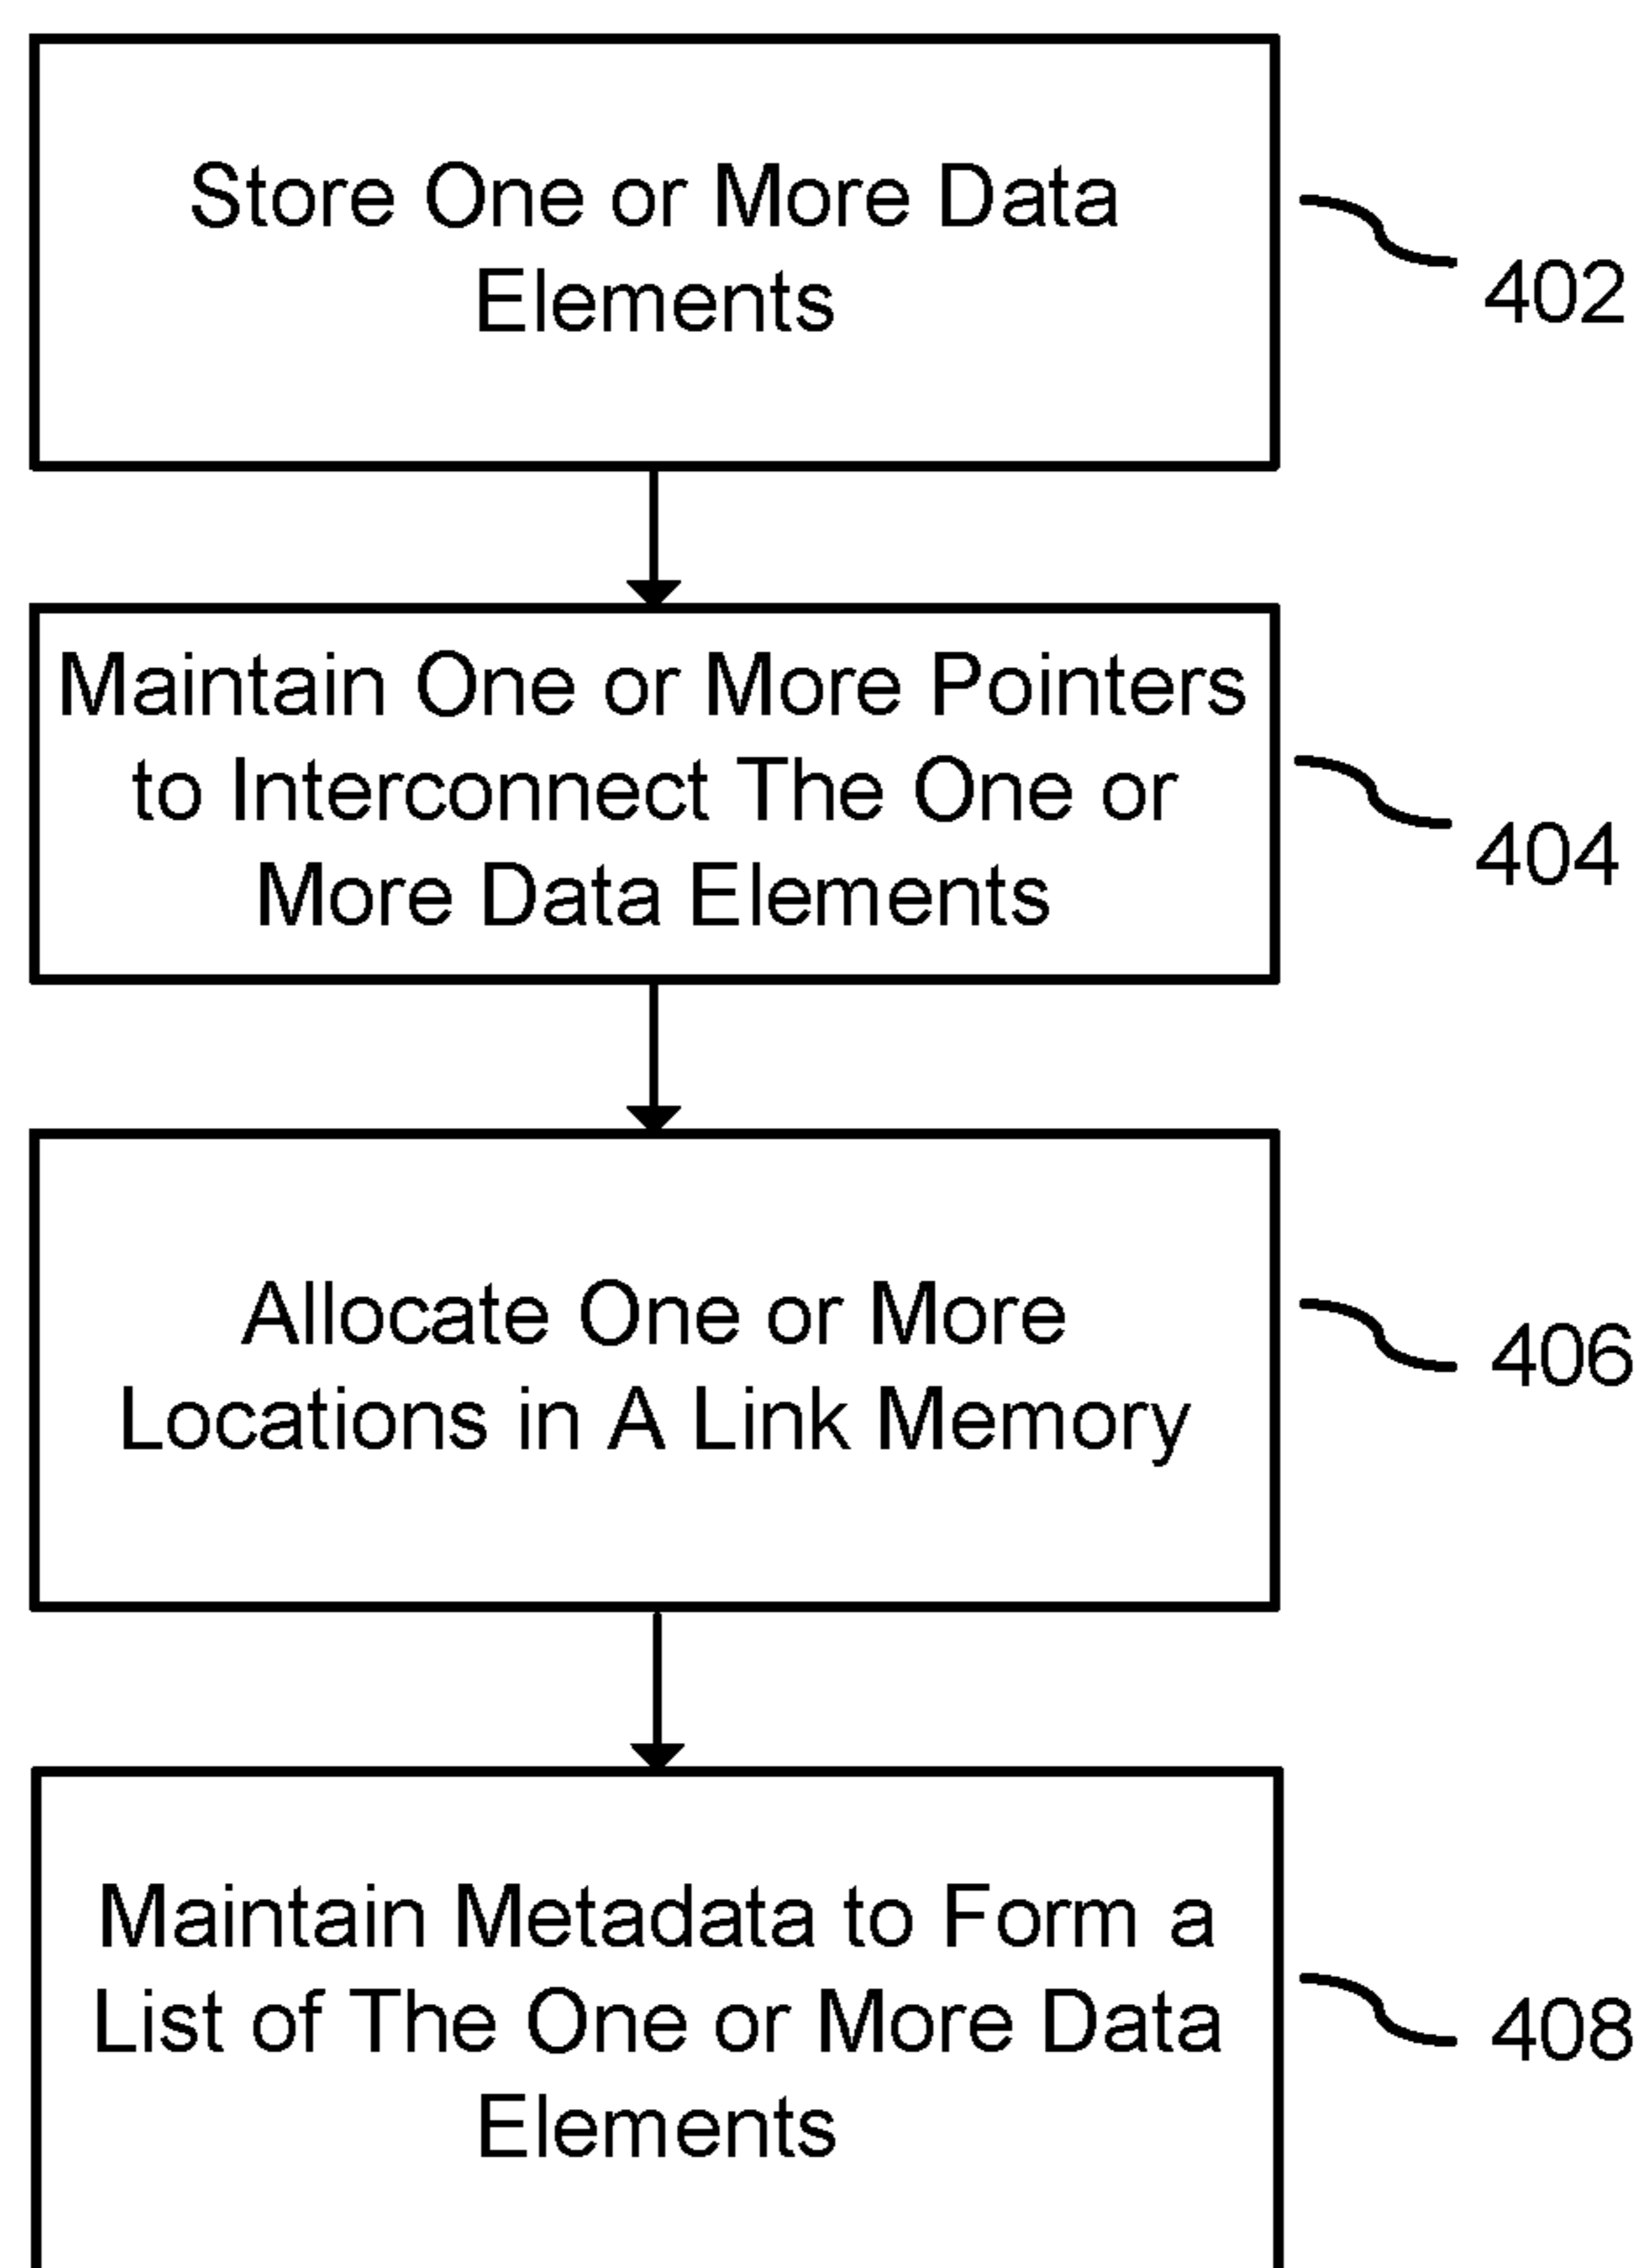 Store One or More Data
Elements
402
Maintain One or More Pointers
to Interconnect The One or
More Data Elements
404
Allocate One or More
Locations in A Link Memory
406
Maintain Metadata to Form a
List of The One or More Data
Elements
408